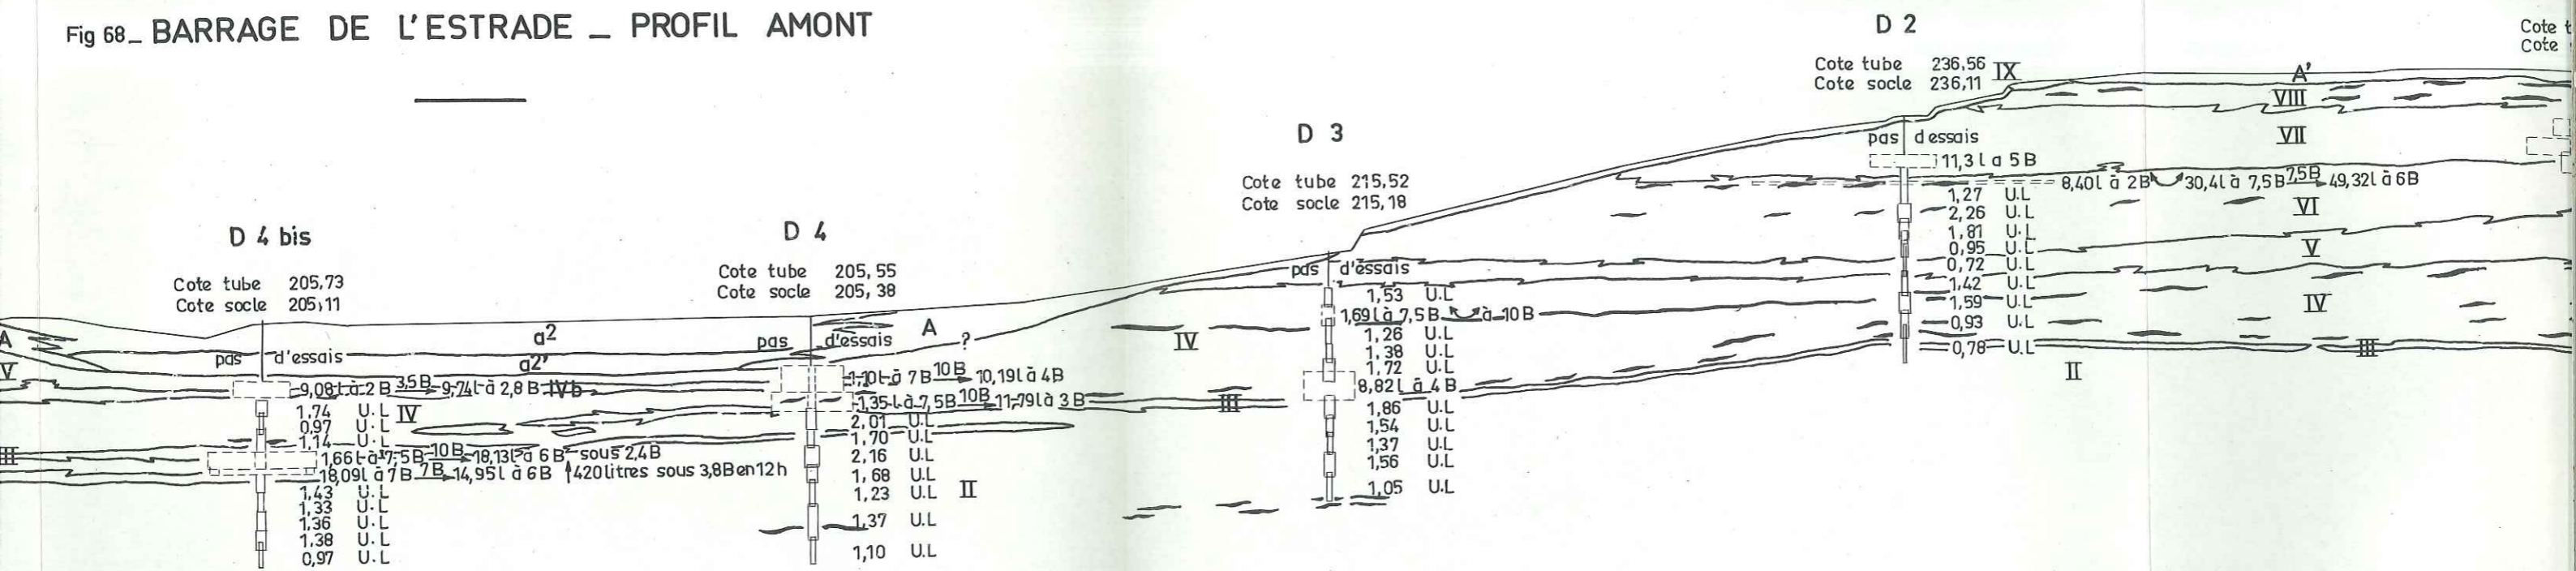 Fig 68_ BARRAGE DE L'ESTRADE _ PROFIL AMONT
D 4 bis
Cote tube 205,73
Cote socle 205,11
pas d'essais
9,08 l à 2 B 3,5B 9,74 l à 2,8 B IVb
1,74 U.L
0,97 U.L
1,14 U.L
1,66 l à 7,5 B 10B 18,13 l à 6 B sous 2,4B
18,09 l à 7 B 7B 14,95 l à 6 B 420 litres sous 3,8B en 12h
1,43 U.L
1,33 U.L
1,36 U.L
1,38 U.L
0,97 U.L
A
V
III
IV
a2
a2'
D 4
Cote tube 205,55
Cote socle 205,38
pas d'essais
A
?
1,10 l à 7B 10B 10,19 l à 4B
1,35 l à 7,5B 10B 11,79 l à 3 B
2,01 U.L
1,70 U.L
2,16 U.L
1,68 U.L
1,23 U.L
1,37 U.L
1,10 U.L
II
IV
III
D 3
Cote tube 215,52
Cote socle 215,18
pas d'essais
1,53 U.L
1,69 l à 7,5 B à 10 B
1,26 U.L
1,38 U.L
1,72 U.L
8,82 l à 4 B
1,86 U.L
1,54 U.L
1,37 U.L
1,56 U.L
1,05 U.L
D 2
Cote tube 236,56
Cote socle 236,11
IX
pas d essais
11,3 l a 5 B
8,40 l à 2B 30,4 l à 7,5 B 7,5B 49,32 l à 6B
1,27 U.L
2,26 U.L
1,81 U.L
0,95 U.L
0,72 U.L
1,42 U.L
1,59 U.L
0,93 U.L
0,78 U.L
A'
VIII
VII
VI
V
IV
III
II
Cote t
Cote